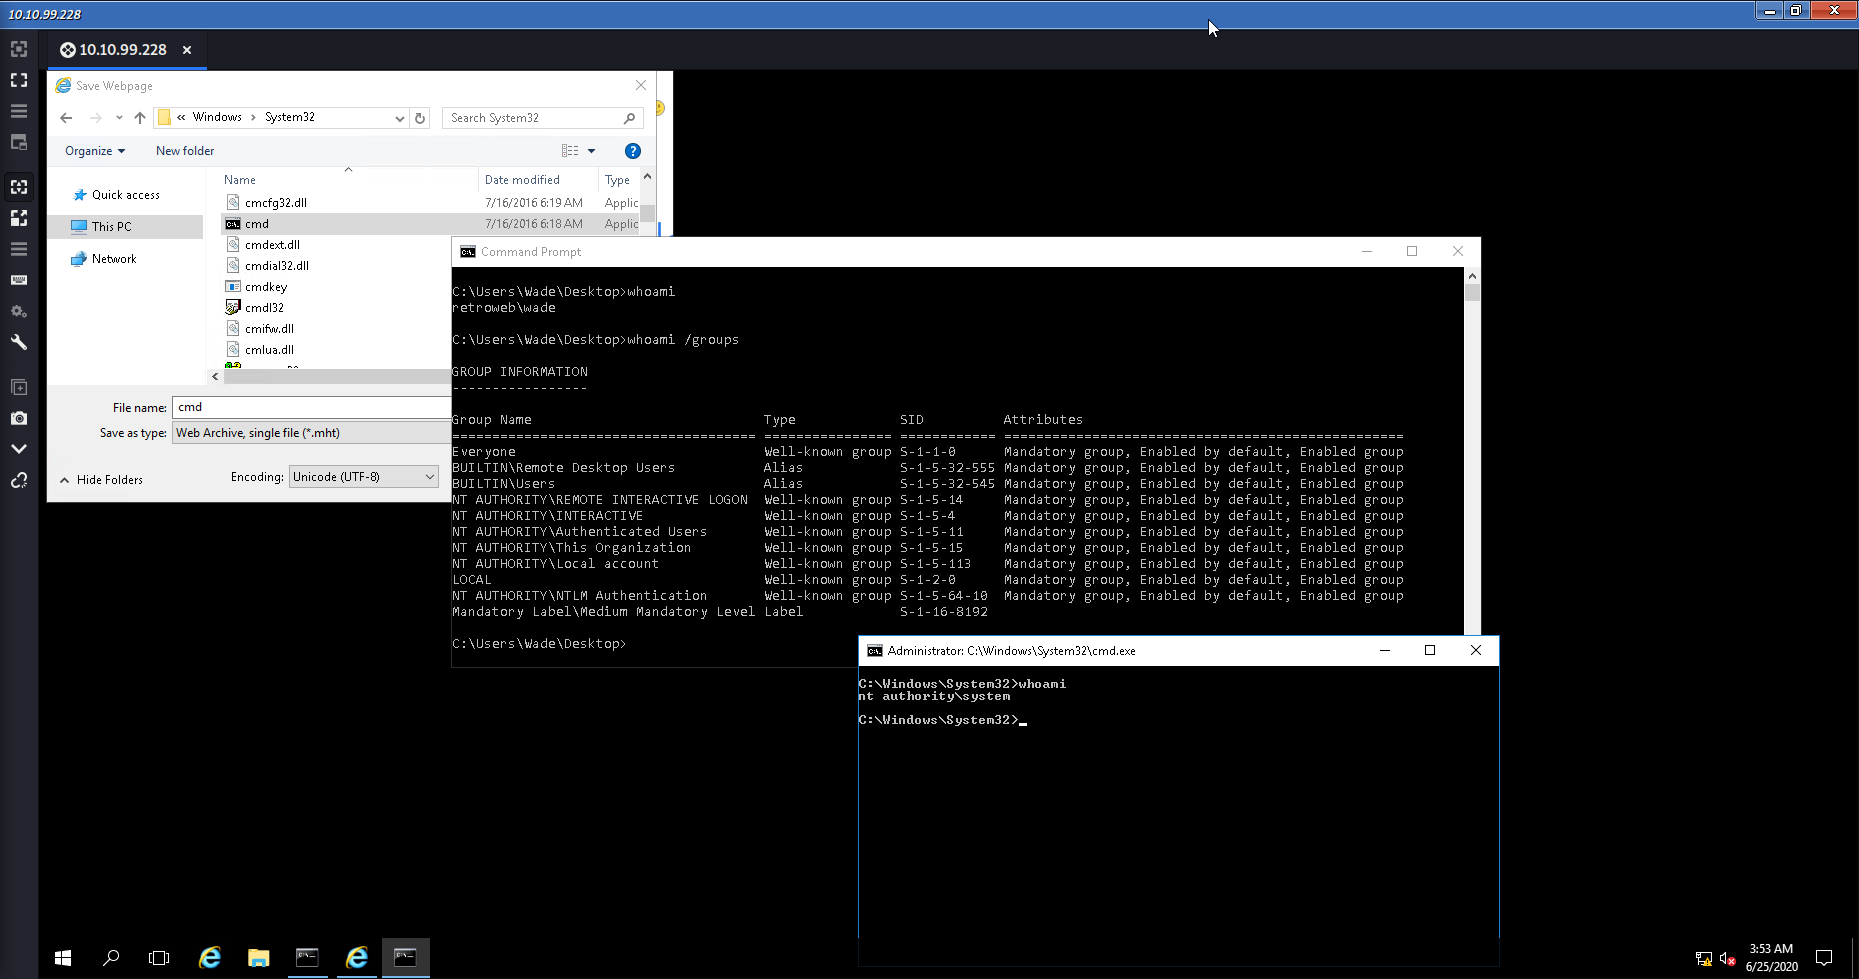 10.10.99.228
10.10.99.228
Save Webpage
« Windows > System32
Search System32
Organize
New folder
Name
Date modified
Type
Quick access
This PC
Network
cmcfg32.dll 7/16/2016 6:19 AM Applic
cmd 7/16/2016 6:18 AM Applic
cmdext.dll
cmdial32.dll
cmdkey
cmdl32
cmifw.dll
cmlua.dll
File name: cmd
Save as type: Web Archive, single file (*.mht)
Hide Folders
Encoding: Unicode (UTF-8)
Command Prompt
C:\Users\Wade\Desktop>whoami
retroweb\wade
C:\Users\Wade\Desktop>whoami /groups
GROUP INFORMATION
-----------------
Group Name Type SID Attributes
====================================== ================ ============ ==================================================
Everyone Well-known group S-1-1-0 Mandatory group, Enabled by default, Enabled group
BUILTIN\Remote Desktop Users Alias S-1-5-32-555 Mandatory group, Enabled by default, Enabled group
BUILTIN\Users Alias S-1-5-32-545 Mandatory group, Enabled by default, Enabled group
NT AUTHORITY\REMOTE INTERACTIVE LOGON Well-known group S-1-5-14 Mandatory group, Enabled by default, Enabled group
NT AUTHORITY\INTERACTIVE Well-known group S-1-5-4 Mandatory group, Enabled by default, Enabled group
NT AUTHORITY\Authenticated Users Well-known group S-1-5-11 Mandatory group, Enabled by default, Enabled group
NT AUTHORITY\This Organization Well-known group S-1-5-15 Mandatory group, Enabled by default, Enabled group
NT AUTHORITY\Local account Well-known group S-1-5-113 Mandatory group, Enabled by default, Enabled group
LOCAL Well-known group S-1-2-0 Mandatory group, Enabled by default, Enabled group
NT AUTHORITY\NTLM Authentication Well-known group S-1-5-64-10 Mandatory group, Enabled by default, Enabled group
Mandatory Label\Medium Mandatory Level Label S-1-16-8192
C:\Users\Wade\Desktop>
Administrator: C:\Windows\System32\cmd.exe
C:\Windows\System32>whoami
nt authority\system
C:\Windows\System32>_
3:53 AM
6/25/2020